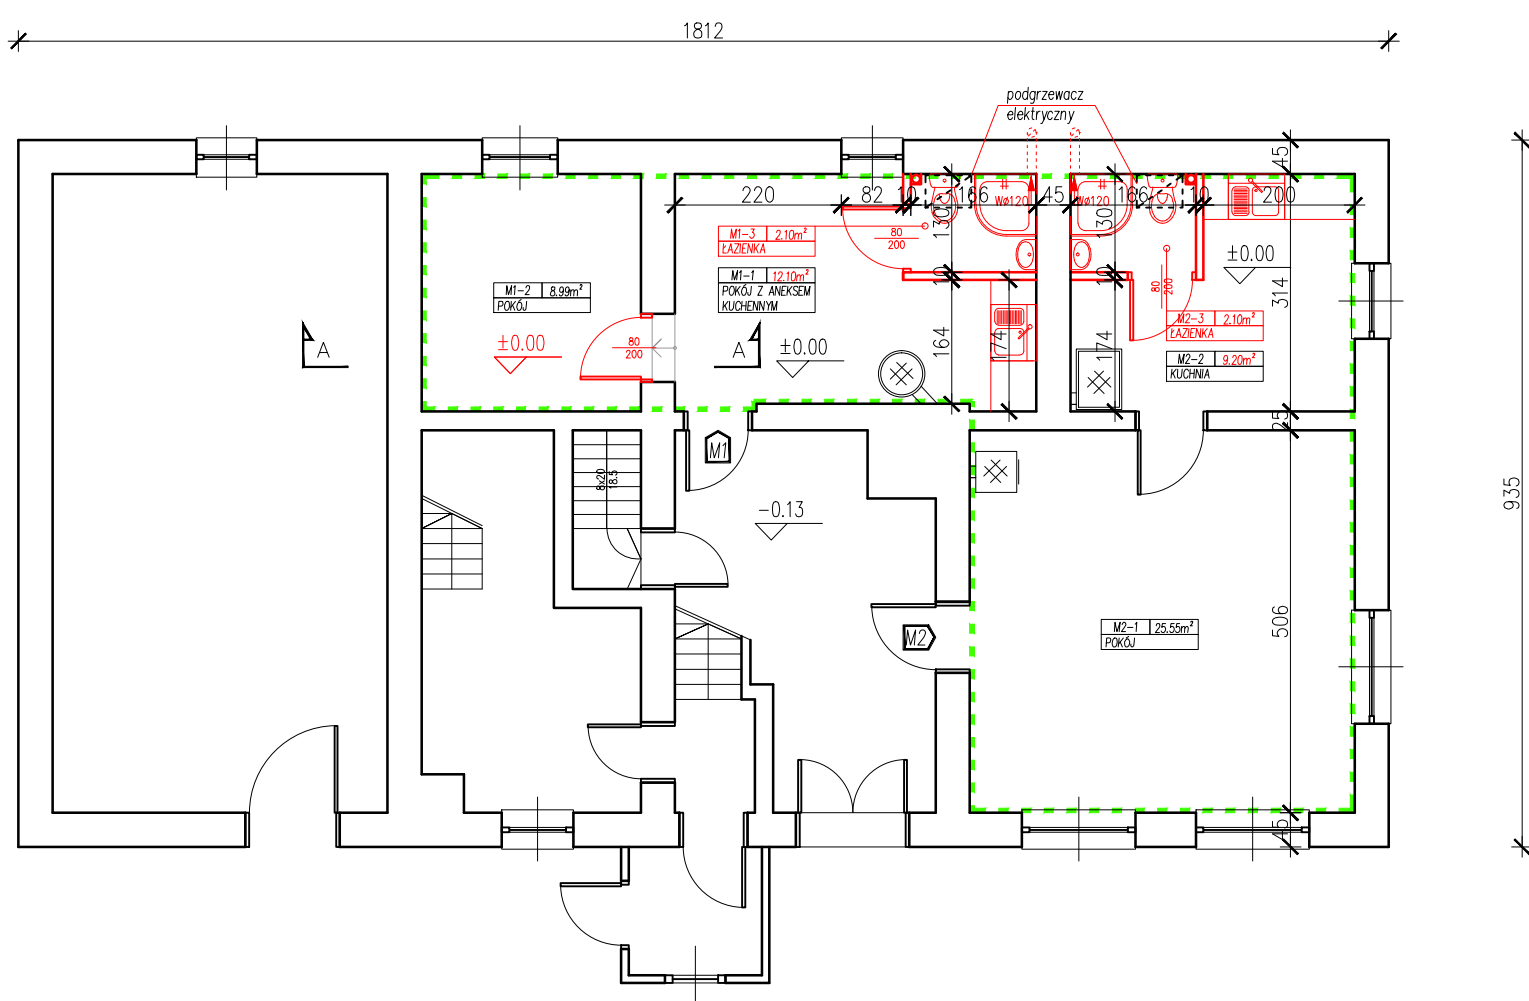 1812
podgrzewacz
elektryczny
45
220
82
10
166
45
166
10
200
Wø120
Wø120
130
130
M1-3 2.10m²
ŁAZIENKA
80
200
M1-1 12.10m²
POKÓJ Z ANEKSEM
KUCHENNYM
M1-2 8.99m²
POKÓJ
±0.00
80
200
±0.00
±0.00
10
10
80
200
314
M2-3 2.10m²
ŁAZIENKA
M2-2 9.20m²
KUCHNIA
A
A
164
174
174
25
M1
8x20
18.5
-0.13
935
M2
M2-1 25.55m²
POKÓJ
506
45